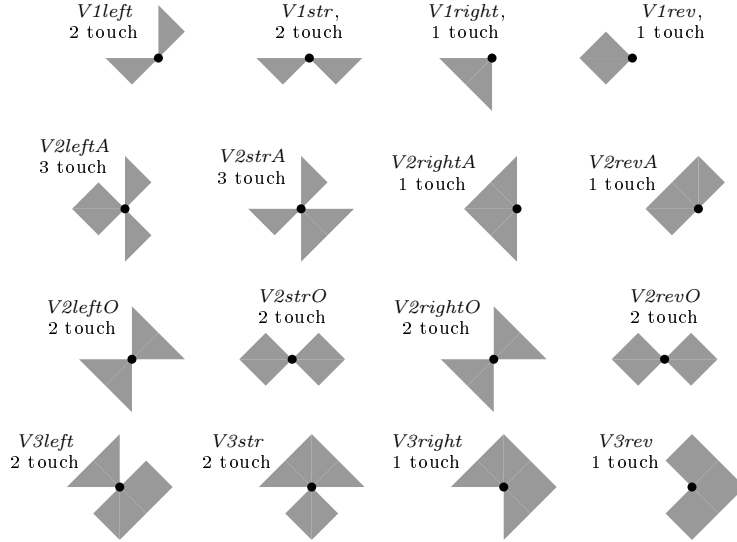 V1left
2 touch
V1str,
2 touch
V1right,
1 touch
V1rev,
1 touch
V2leftA
3 touch
V2strA
3 touch
V2rightA
1 touch
V2revA
1 touch
V2leftO
2 touch
V2strO
2 touch
V2rightO
2 touch
V2revO
2 touch
V3left
2 touch
V3str
2 touch
V3right
1 touch
V3rev
1 touch